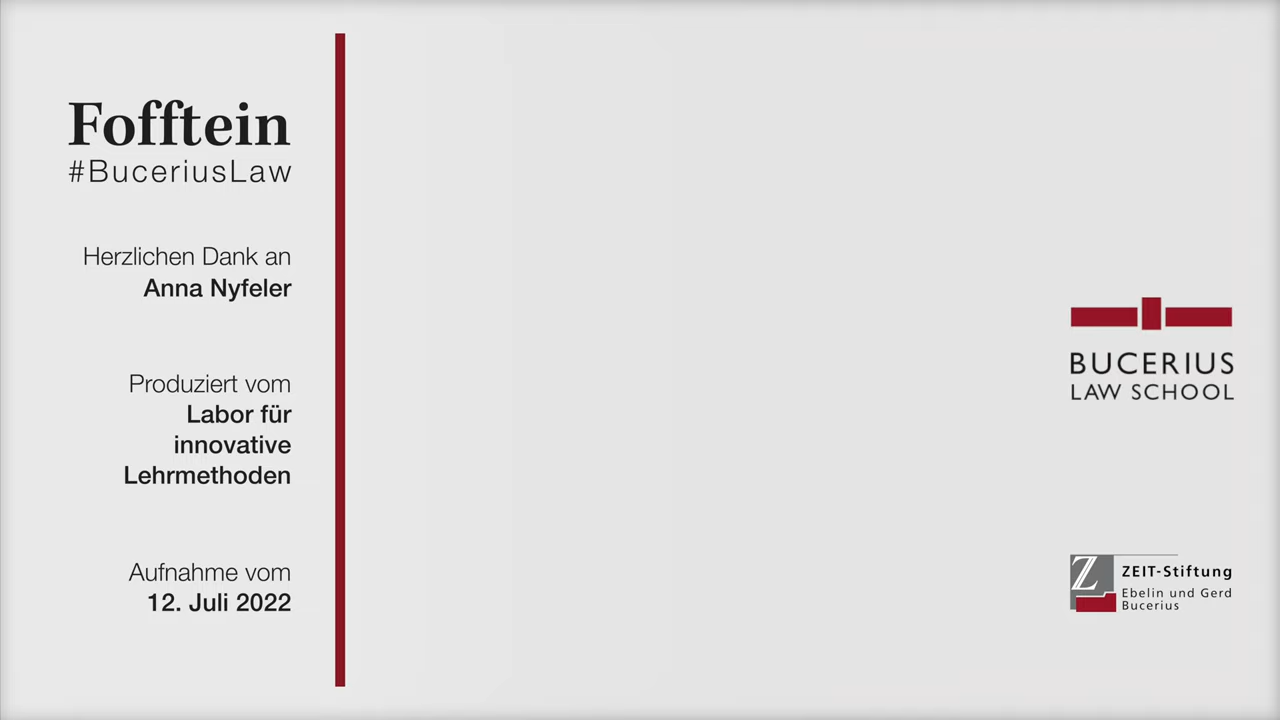 Fofftein
#BuceriusLaw
Herzlichen Dank an
Anna Nyfeler
Produziert vom
Labor für
innovative
Lehrmethoden
Aufnahme vom
12. Juli 2022
BUCERIUS
LAW SCHOOL
Z
ZEIT-Stiftung
Ebelin und Gerd
Bucerius